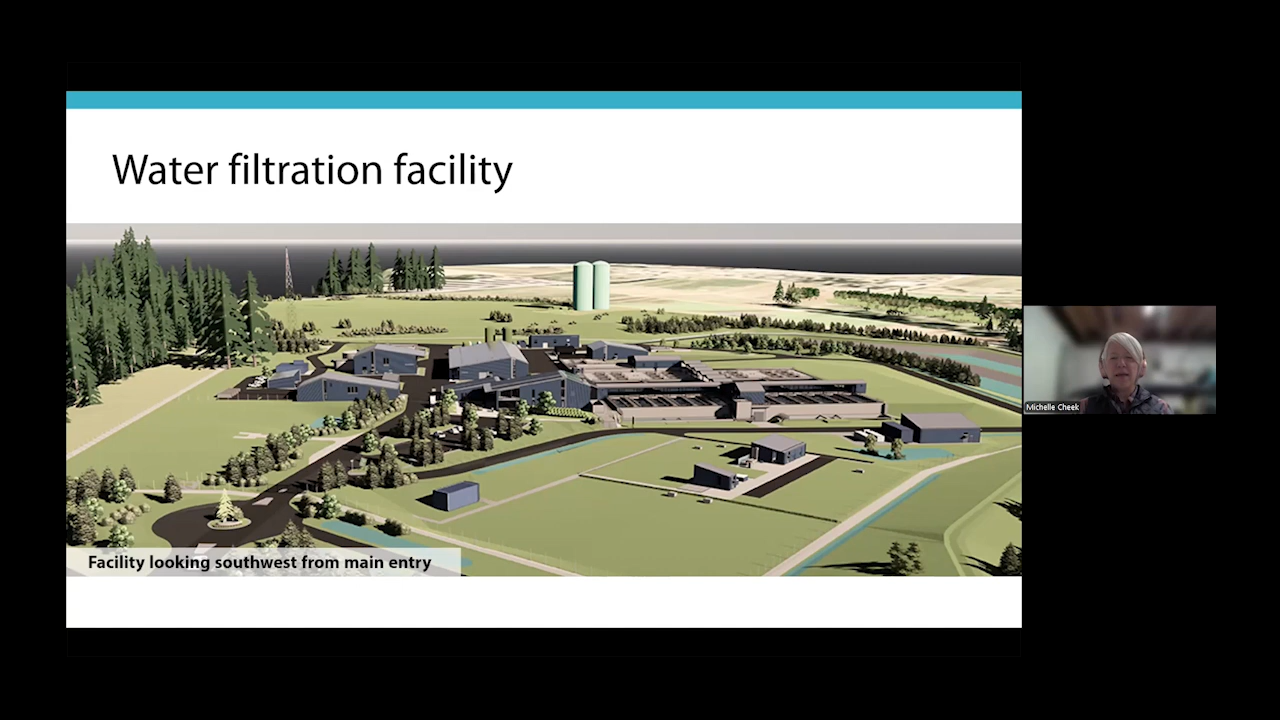 Water filtration facility
Facility looking southwest from main entry
Michelle Cheek